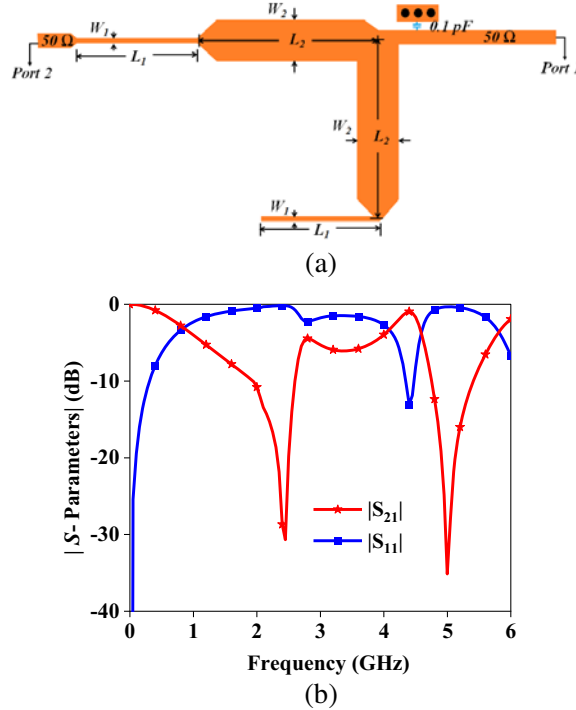 W2
0.1 pF
W1
50 Ω
L2
50 Ω
Port 2
L1
Port
W2
L2
W1
L1
(a)
0
-10
-20
-30
-40
| S- Parameters| (dB)
|S21|
|S11|
0 1 2 3 4 5 6
Frequency (GHz)
(b)